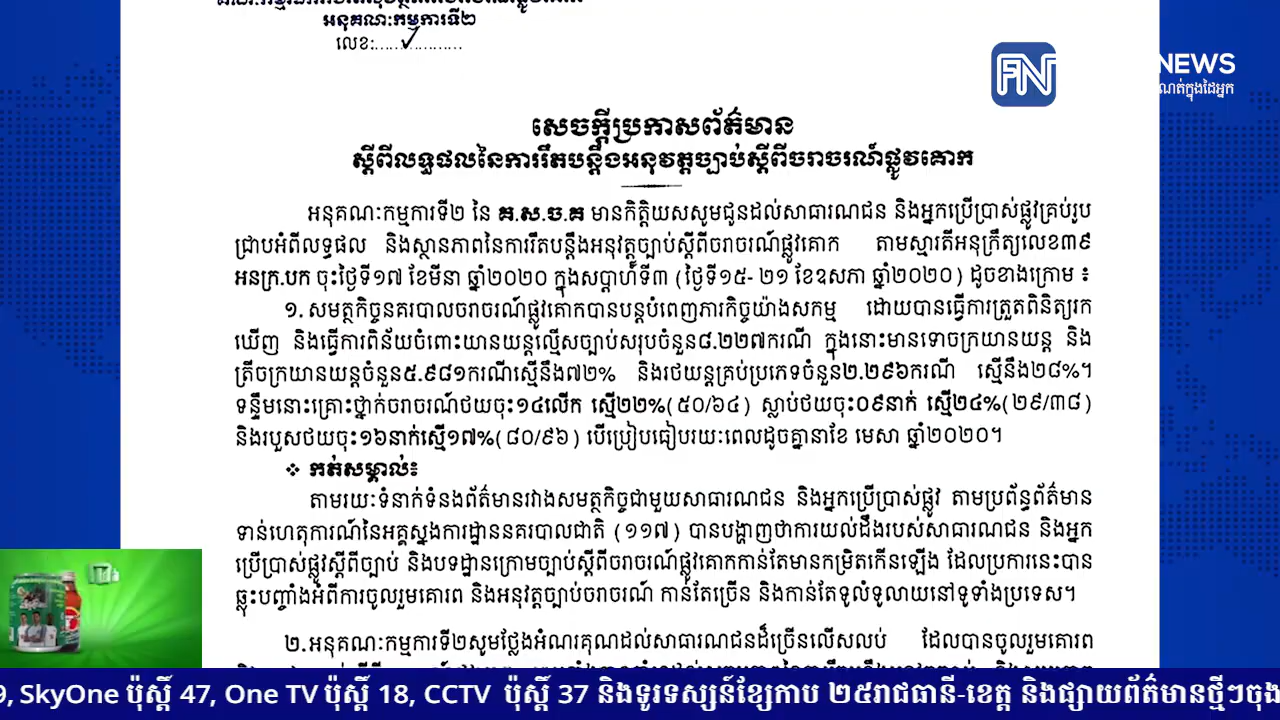 អនុគណៈកម្មការទី២
លេខ:................
NEWS
សេចក្តីប្រកាសព័ត៌មាន
ស្តីពីលទ្ធផលនៃការរឹតបន្តឹងអនុវត្តច្បាប់ស្តីពីចរាចរណ៍ផ្លូវគោក
អនុគណៈកម្មការទី២ នៃ គ.ស.ច.គ មានកិត្តិយសសូមជូនដល់សាធារណជន និងអ្នកប្រើប្រាស់ផ្លូវគ្រប់រូប
ជ្រាបអំពីលទ្ធផល និងស្ថានភាពនៃការរឹតបន្តឹងអនុវត្តច្បាប់ស្តីពីចរាចរណ៍ផ្លូវគោក តាមស្មារតីអនុក្រឹត្យលេខ៣៩
អនក្រ.បក ចុះថ្ងៃទី១៧ ខែមីនា ឆ្នាំ២០២០ ក្នុងសប្តាហ៍ទី៣ (ថ្ងៃទី១៥- ២១ ខែឧសភា ឆ្នាំ២០២០) ដូចខាងក្រោម ៖
១. សមត្ថកិច្ចនគរបាលចរាចរណ៍ផ្លូវគោកបានបន្តបំពេញភារកិច្ចយ៉ាងសកម្ម ដោយបានធ្វើការត្រួតពិនិត្យរក
ឃើញ និងធ្វើការពិន័យចំពោះយានយន្តល្មើសច្បាប់សរុបចំនួន៨.២២៧ករណី ក្នុងនោះមានទោចក្រយានយន្ត និង
ត្រីចក្រយានយន្តចំនួន៥.៩៨១ករណីស្មើនឹង៧២% និងរថយន្តគ្រប់ប្រភេទចំនួន២.២៩៦ករណី ស្មើនឹង២៨%។
ទន្ទឹមនោះគ្រោះថ្នាក់ចរាចរណ៍ថយចុះ១៤លើក ស្មើ២២%(៥០/៦៤) ស្លាប់ថយចុះ០៩នាក់ ស្មើ២៤%(២៩/៣៨)
និងរបួសថយចុះ១៦នាក់ស្មើ១៧%(៨០/៩៦) បើប្រៀបធៀបរយៈពេលដូចគ្នានាខែ មេសា ឆ្នាំ២០២០។
❖ កត់សម្គាល់៖
តាមរយៈទំនាក់ទំនងព័ត៌មានរវាងសមត្ថកិច្ចជាមួយសាធារណជន និងអ្នកប្រើប្រាស់ផ្លូវ តាមប្រព័ន្ធព័ត៌មាន
ទាន់ហេតុការណ៍នៃអគ្គស្នងការដ្ឋាននគរបាលជាតិ (១១៧) បានបង្ហាញថាការយល់ដឹងរបស់សាធារណជន និងអ្នក
ប្រើប្រាស់ផ្លូវស្តីពីច្បាប់ និងបទដ្ឋានក្រោមច្បាប់ស្តីពីចរាចរណ៍ផ្លូវគោកកាន់តែមានកម្រិតកើនឡើង ដែលប្រការនេះបាន
ឆ្លុះបញ្ចាំងអំពីការចូលរួមគោរព និងអនុវត្តច្បាប់ចរាចរណ៍ កាន់តែច្រើន និងកាន់តែទូលំទូលាយនៅទូទាំងប្រទេស។
២.អនុគណៈកម្មការទី២សូមថ្លែងអំណរគុណដល់សាធារណជនដ៏ច្រើនលើសលប់ ដែលបានចូលរួមគោរព
9, SkyOne ប៉ុស្តិ៍ 47, One TV ប៉ុស្តិ៍ 18, CCTV ប៉ុស្តិ៍ 37 និងទូរទស្សន៍ខ្សែកាប ២៥រាជធានី-ខេត្ត និងផ្សាយព័ត៌មានថ្មីៗចុង